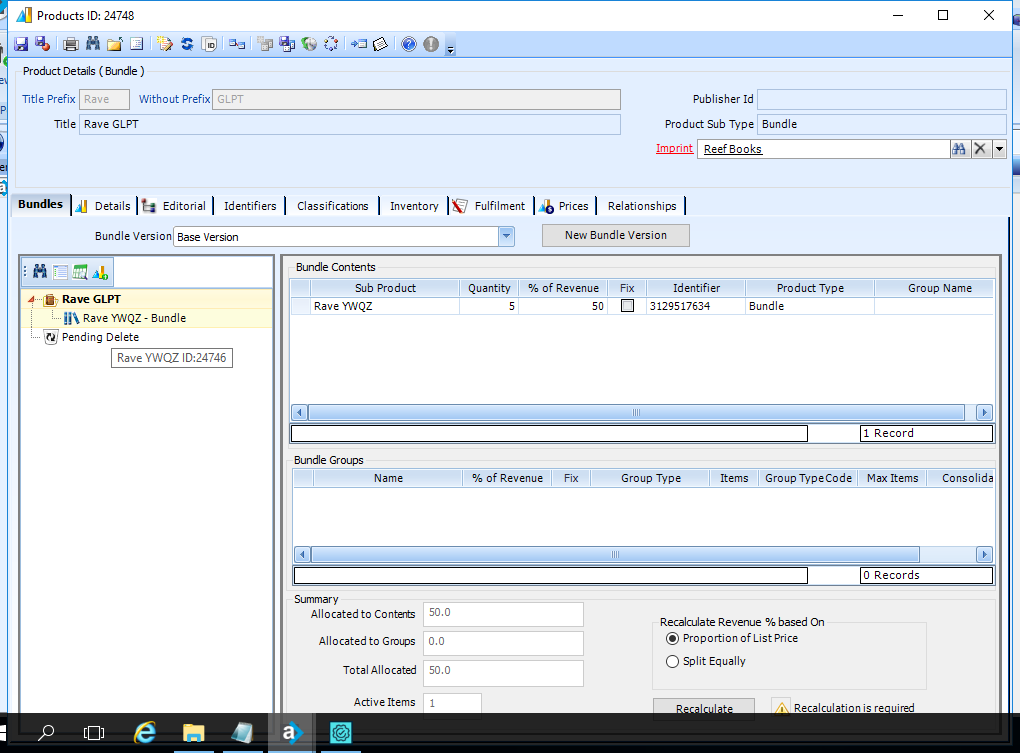 Products ID: 24748
Product Details ( Bundle )
Title Prefix Rave Without Prefix GLPT Publisher Id
Title Rave GLPT Product Sub Type Bundle
Imprint Reef Books
Bundles Details Editorial Identifiers Classifications Inventory Fulfilment Prices Relationships
Bundle Version Base Version New Bundle Version
Rave GLPT
Rave YWQZ - Bundle
Pending Delete
Rave YWQZ ID:24746
Bundle Contents
Sub Product Quantity % of Revenue Fix Identifier Product Type Group Name
Rave YWQZ 5 50 3129517634 Bundle
1 Record
Bundle Groups
Name % of Revenue Fix Group Type Items Group Type Code Max Items Consolida
0 Records
Summary
Allocated to Contents 50.0
Allocated to Groups 0.0
Total Allocated 50.0
Active Items 1
Recalculate Revenue % based On
Proportion of List Price
Split Equally
Recalculate Recalculation is required